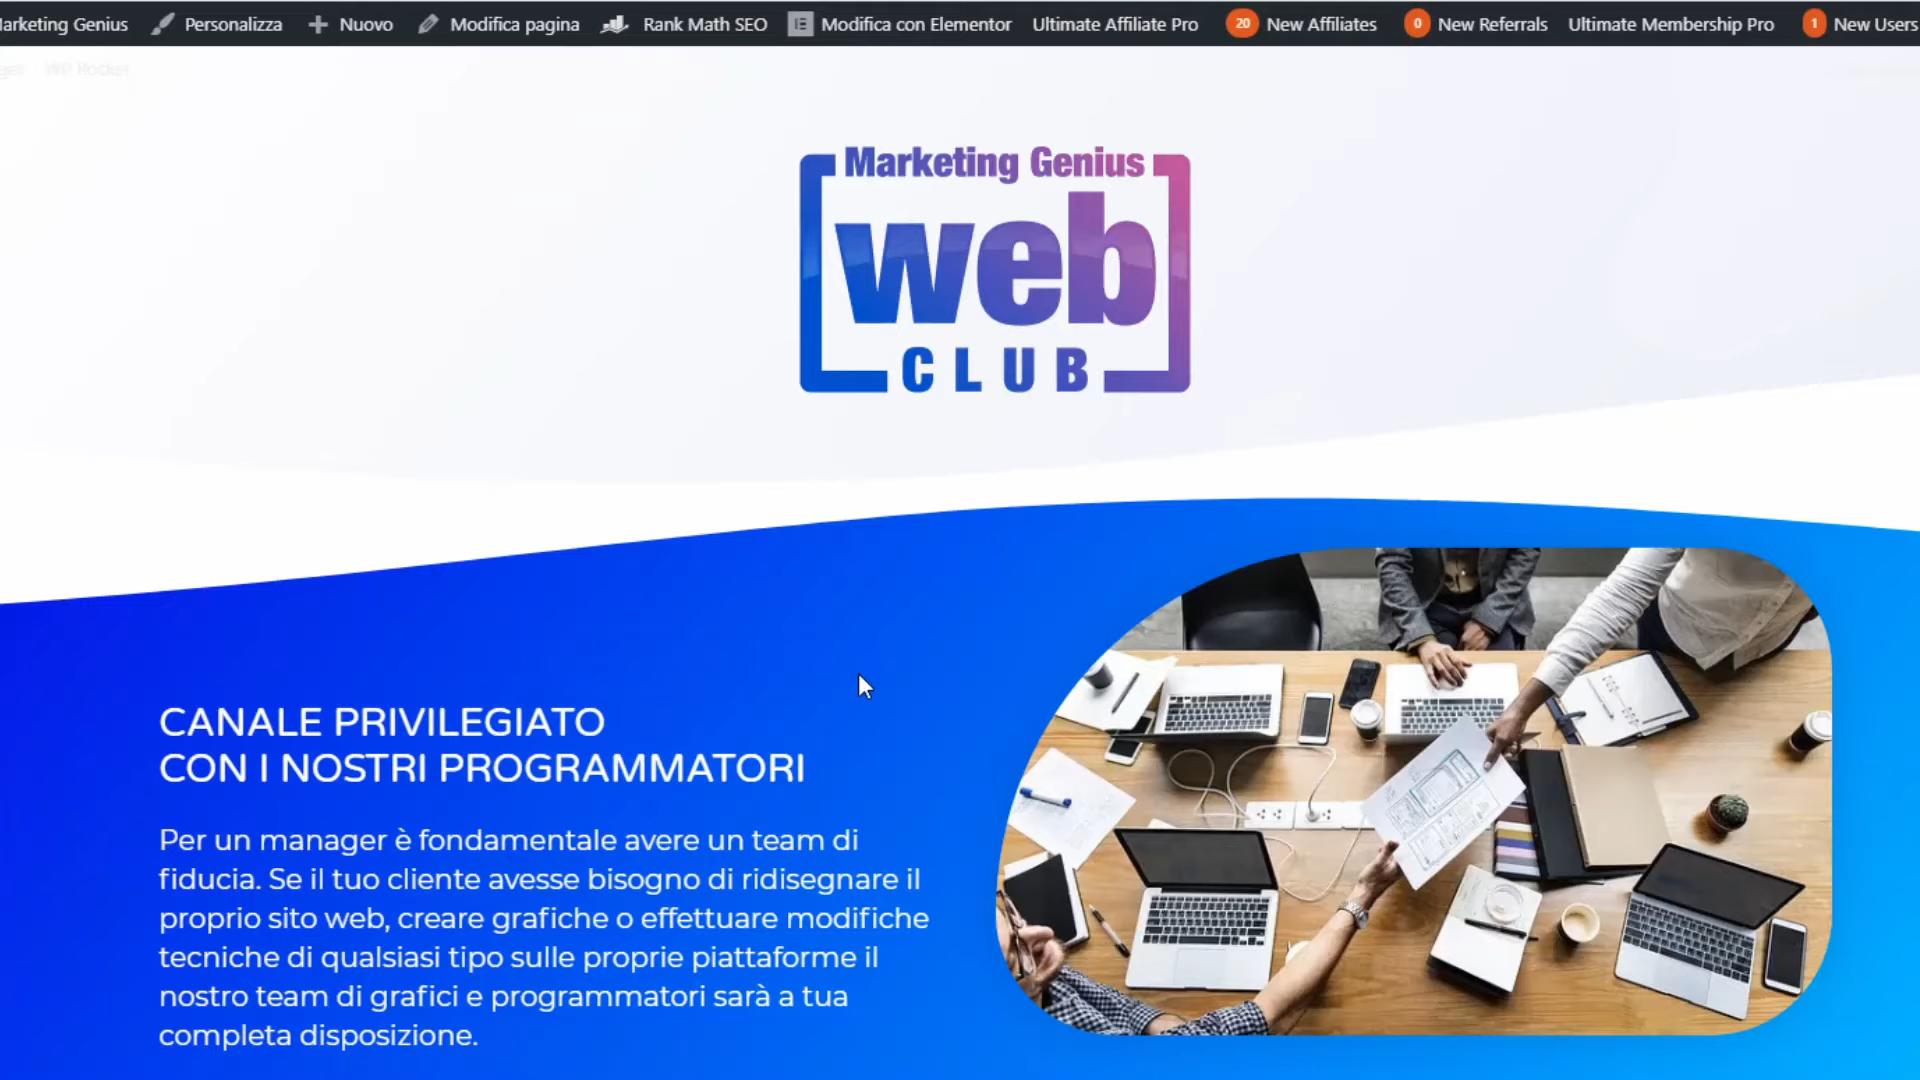 Marketing Genius Personalizza Nuovo Modifica pagina Rank Math SEO Modifica con Elementor Ultimate Affiliate Pro 20 New Affiliates 0 New Referrals Ultimate Membership Pro 1 New Users
WP Rocket
Marketing Genius
web
CLUB
CANALE PRIVILEGIATO
CON I NOSTRI PROGRAMMATORI
Per un manager è fondamentale avere un team di
fiducia. Se il tuo cliente avesse bisogno di ridisegnare il
proprio sito web, creare grafiche o effettuare modifiche
tecniche di qualsiasi tipo sulle proprie piattaforme il
nostro team di grafici e programmatori sarà a tua
completa disposizione.